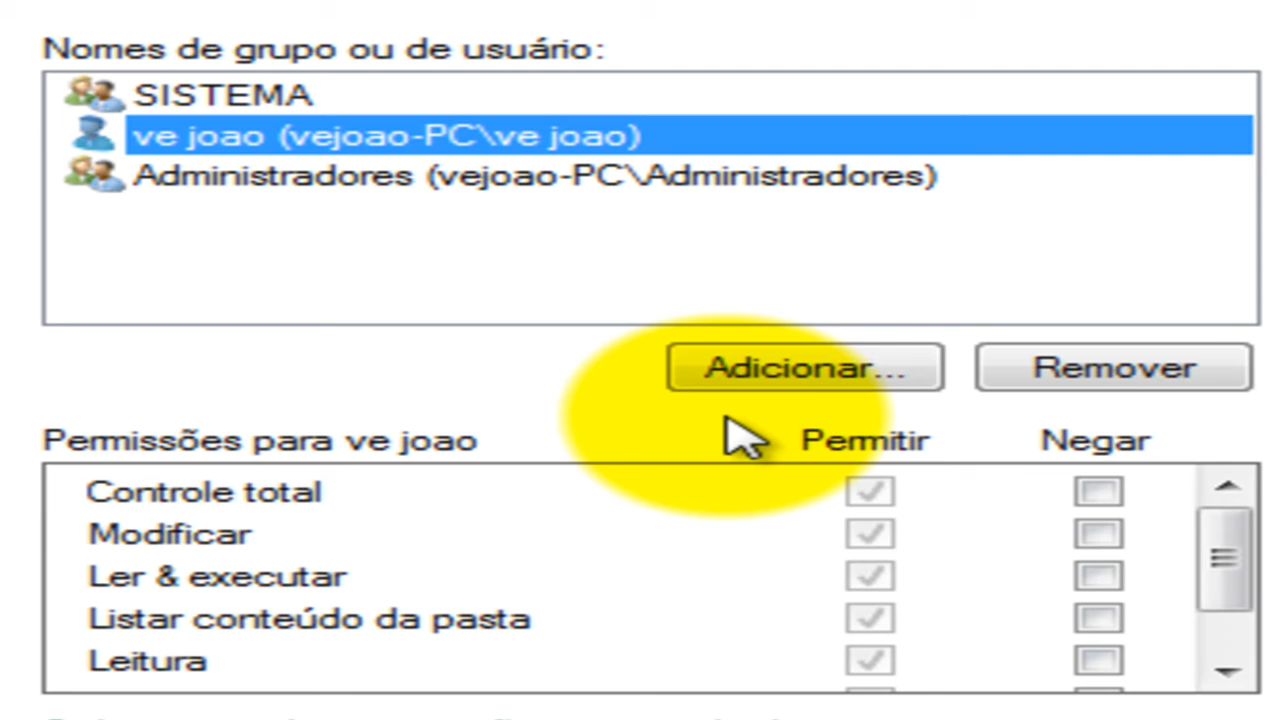 Nomes de grupo ou de usuário:
SISTEMA
ve joao (vejoao-PC\ve joao)
Administradores (vejoao-PC\Administradores)
Adicionar... Remover
Permissões para ve joao Permitir Negar
Controle total
Modificar
Ler & executar
Listar conteúdo da pasta
Leitura